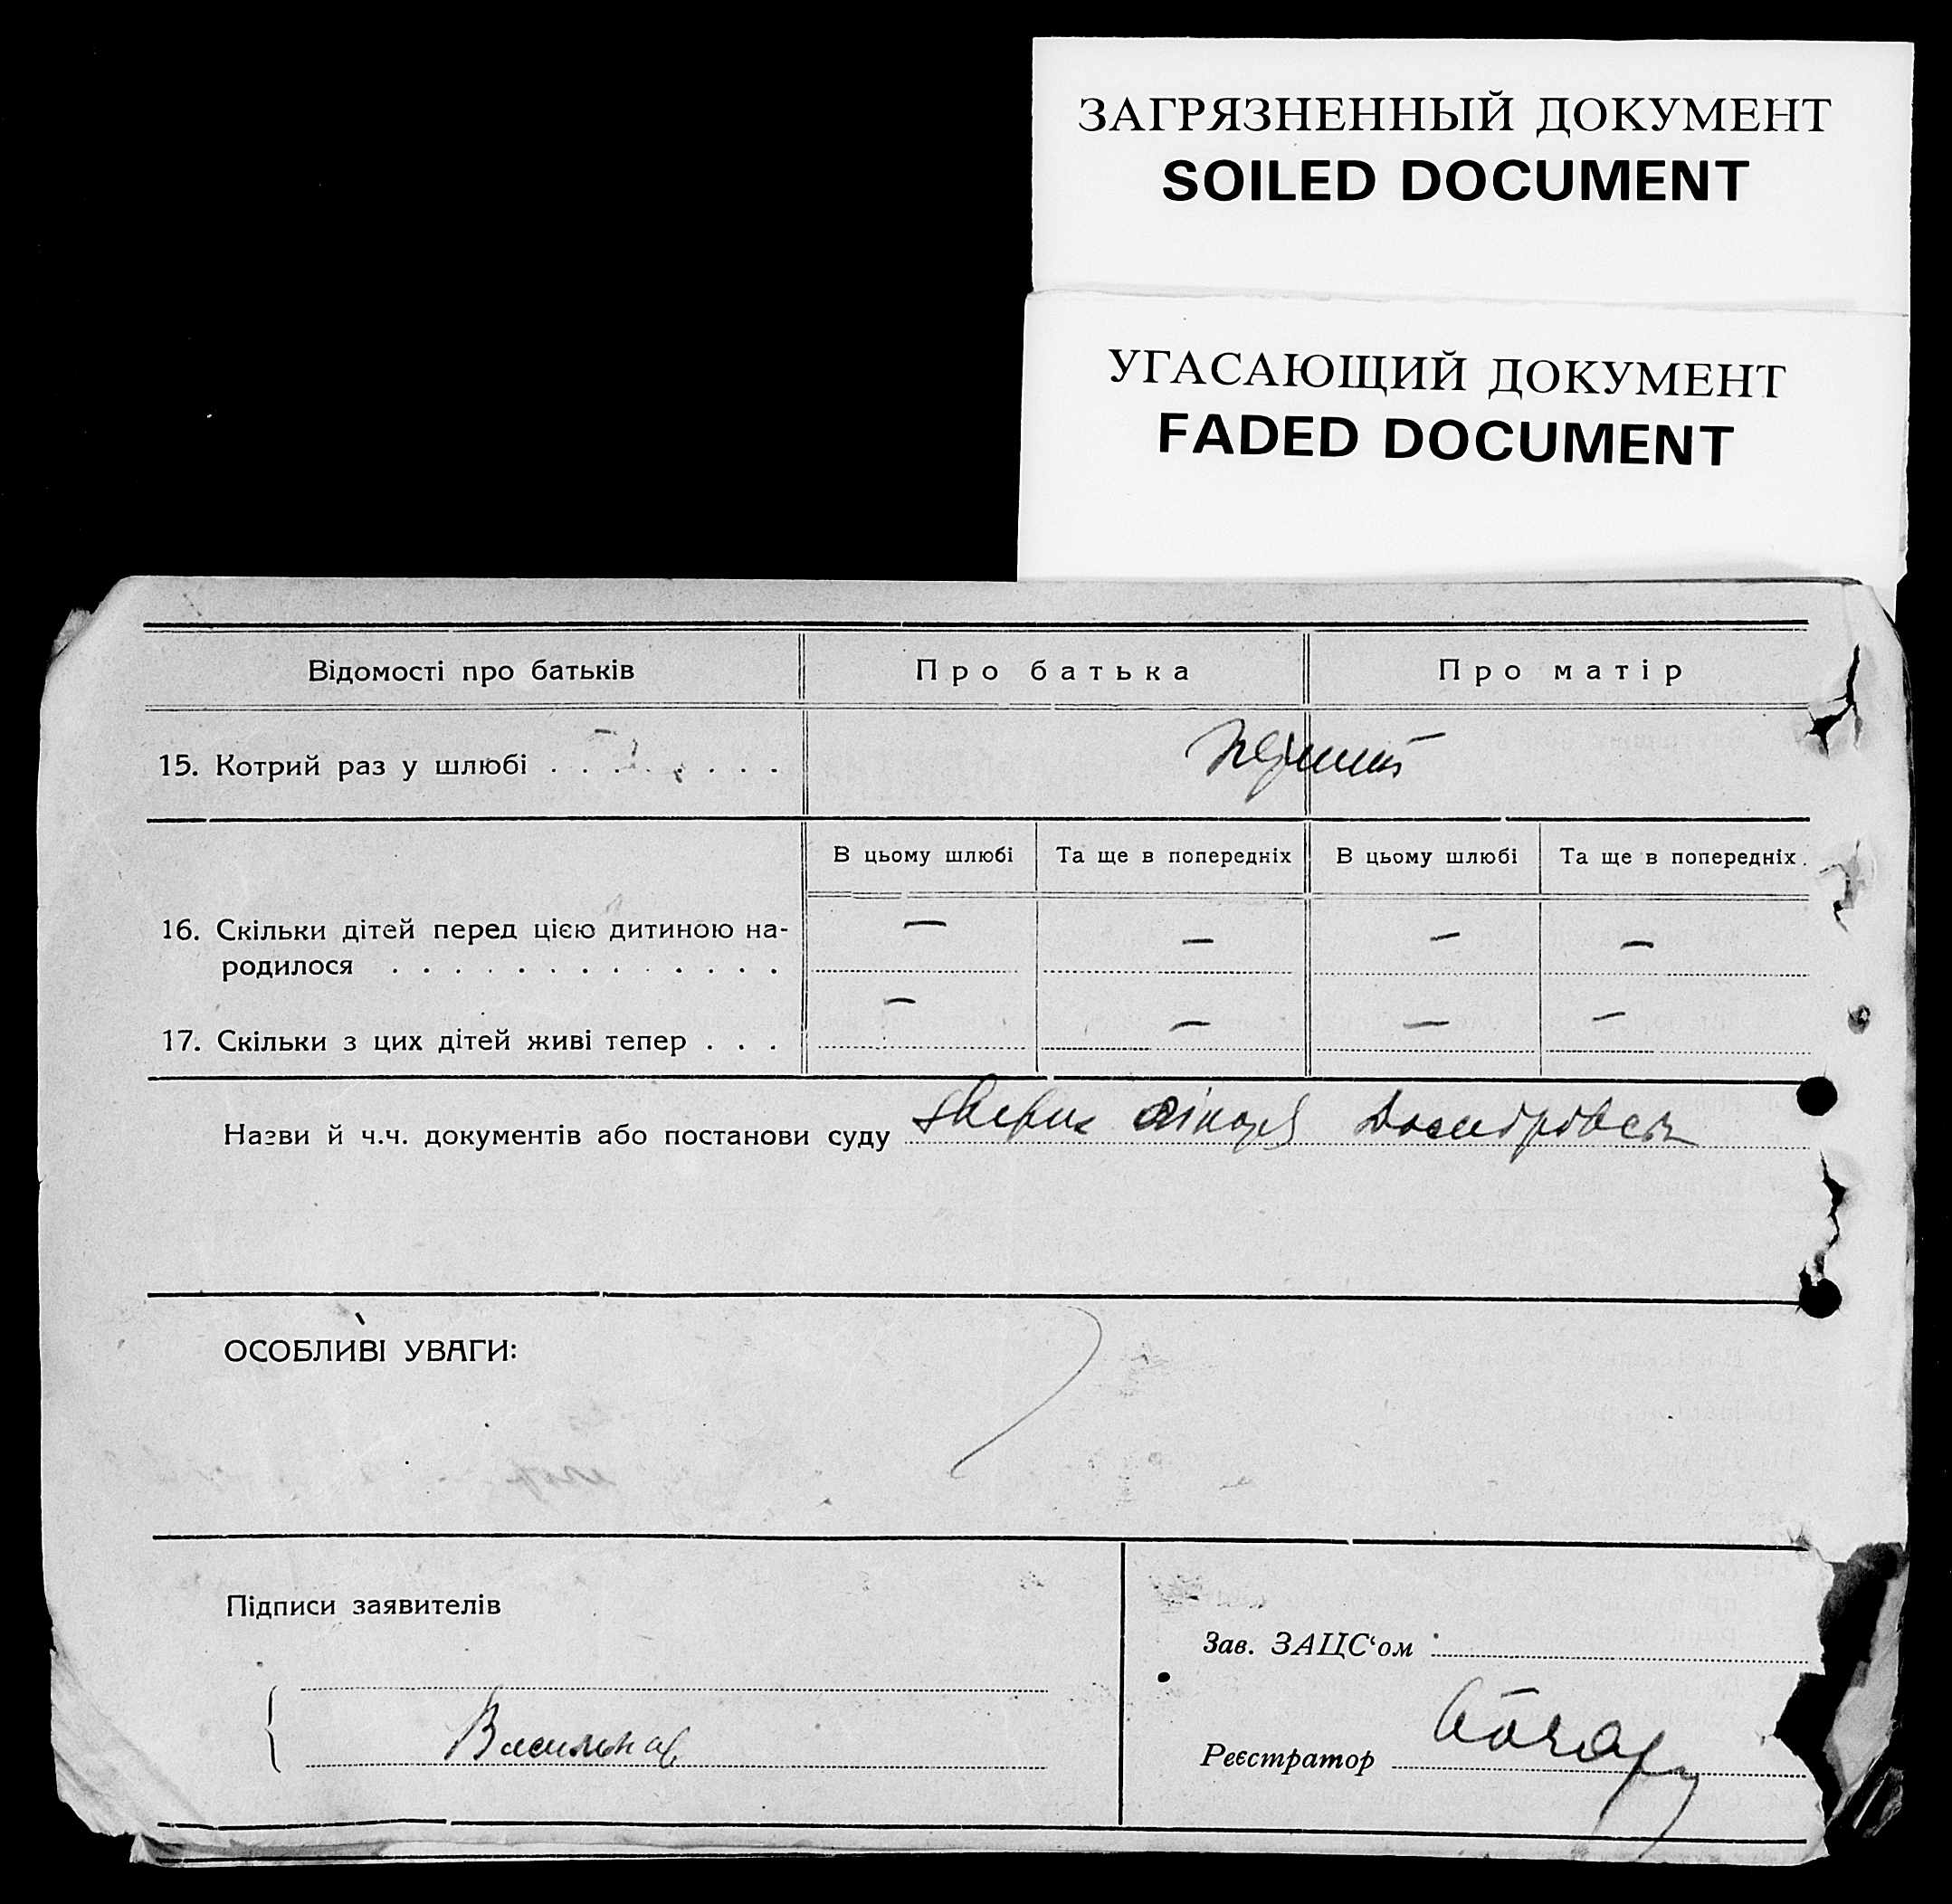 ЗАГРЯЗНЕННЫЙ ДОКУМЕНТ
SOILED DOCUMENT
УГАСАЮЩИЙ ДОКУМЕНТ
FADED DOCUMENT
Відомості про батьків Про батька Про матір
15. Котрий раз у шлюбі . . . . . . . .
В цьому шлюбі Та ще в попередніх В цьому шлюбі Та ще в попередніх
16. Скільки дітей перед цією дитиною на- — — — —
родилося . . . . . . . . . . . . .
17. Скільки з цих дітей живі тепер . . . — — — —
Назви й ч.ч. документів або постанови суду
ОСОБЛИВІ УВАГИ:
Підписи заявителів
Зав. ЗАЦС‘ом
Реєстратор